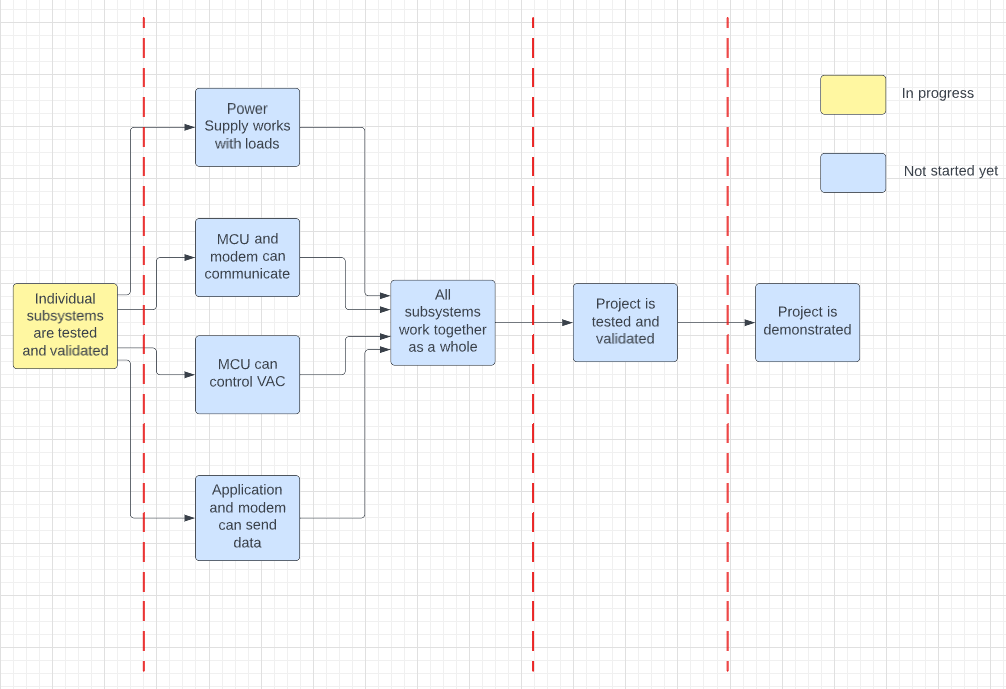 In progress
Not started yet
Power
Supply works
with loads
MCU and
modem can
communicate
Individual
subsystems
are tested
and validated
All
subsystems
work together
as a whole
Project is
tested and
validated
Project is
demonstrated
MCU can
control VAC
Application
and modem
can send
data